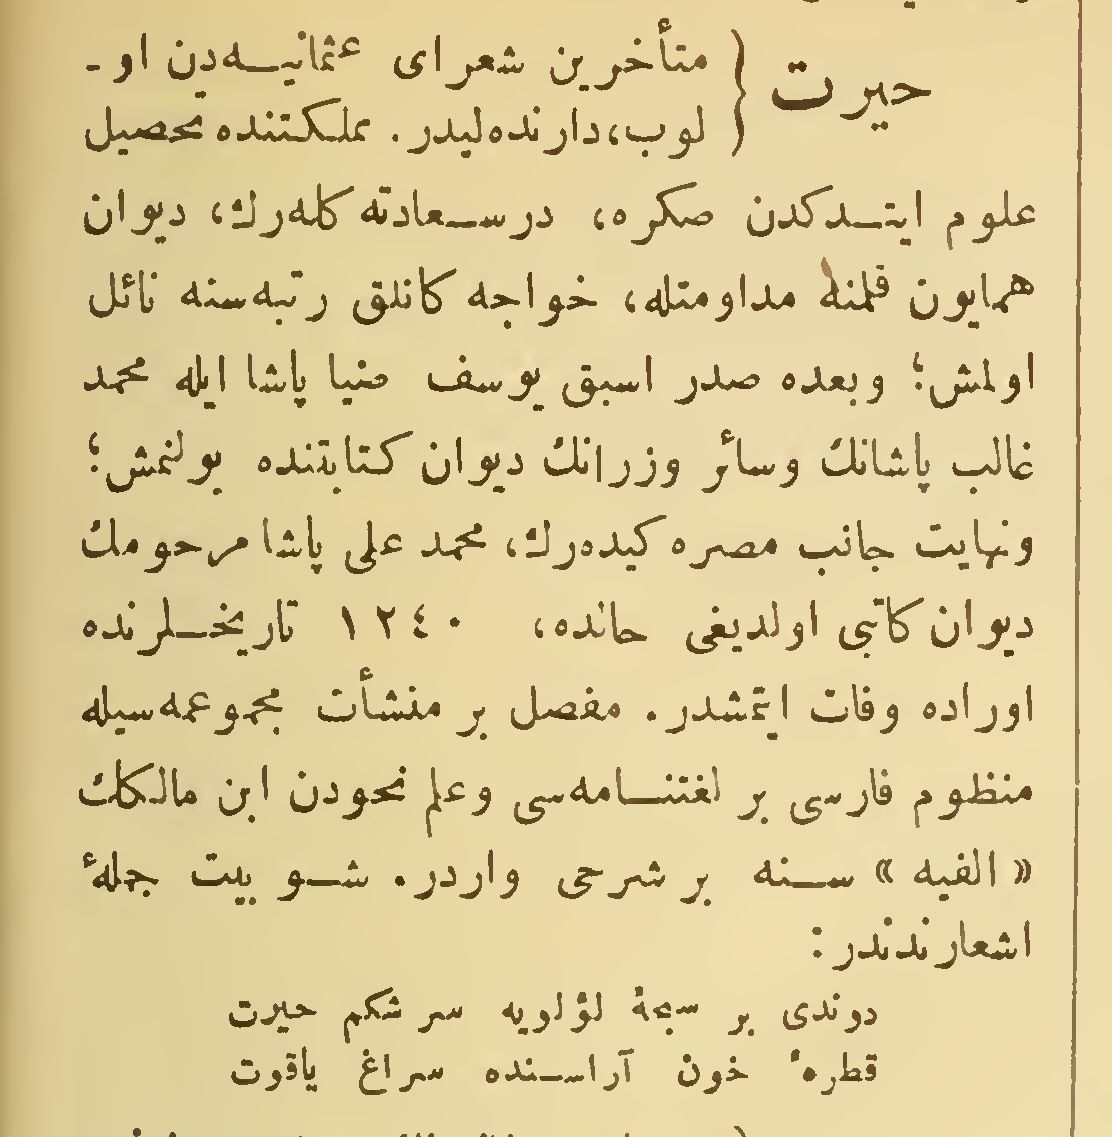 حیرت } متأخرین شعرای عثمانیه‌دن او-
لوب، دارنده‌لیدر. مملکتنده تحصیل
علوم ایتدکدن صکره، درسعادته کله‌رك، دیوان
همایون قلمنه مداومتله، خواجه کانلق رتبه‌سنه نائل
اولمش؛ وبعده صدر اسبق یوسف ضیا پاشا ایله محمد
غالب پاشانك وسائر وزرانك دیوان کتابتنده بولنمش؛
ونهایت جانب مصره کیده‌رك، محمد علی پاشا مرحومك
دیوان کاتبی اولدیغی حالده، ١٢٤٠ تاریخلرنده
اوراده وفات ایتمشدر. مفصل بر منشأت مجموعه‌سیله
منظوم فارسی بر لغتنامه‌سی وعلم نحودن ابن مالکك
«الفیه» سنه بر شرحی واردر. شو بیت جملهٔ
اشعارندندر:
دوندی بر سبحهٔ لؤلویه سرشکم حیرت
قطرهٔ خون آراسنده سراغ یاقوت